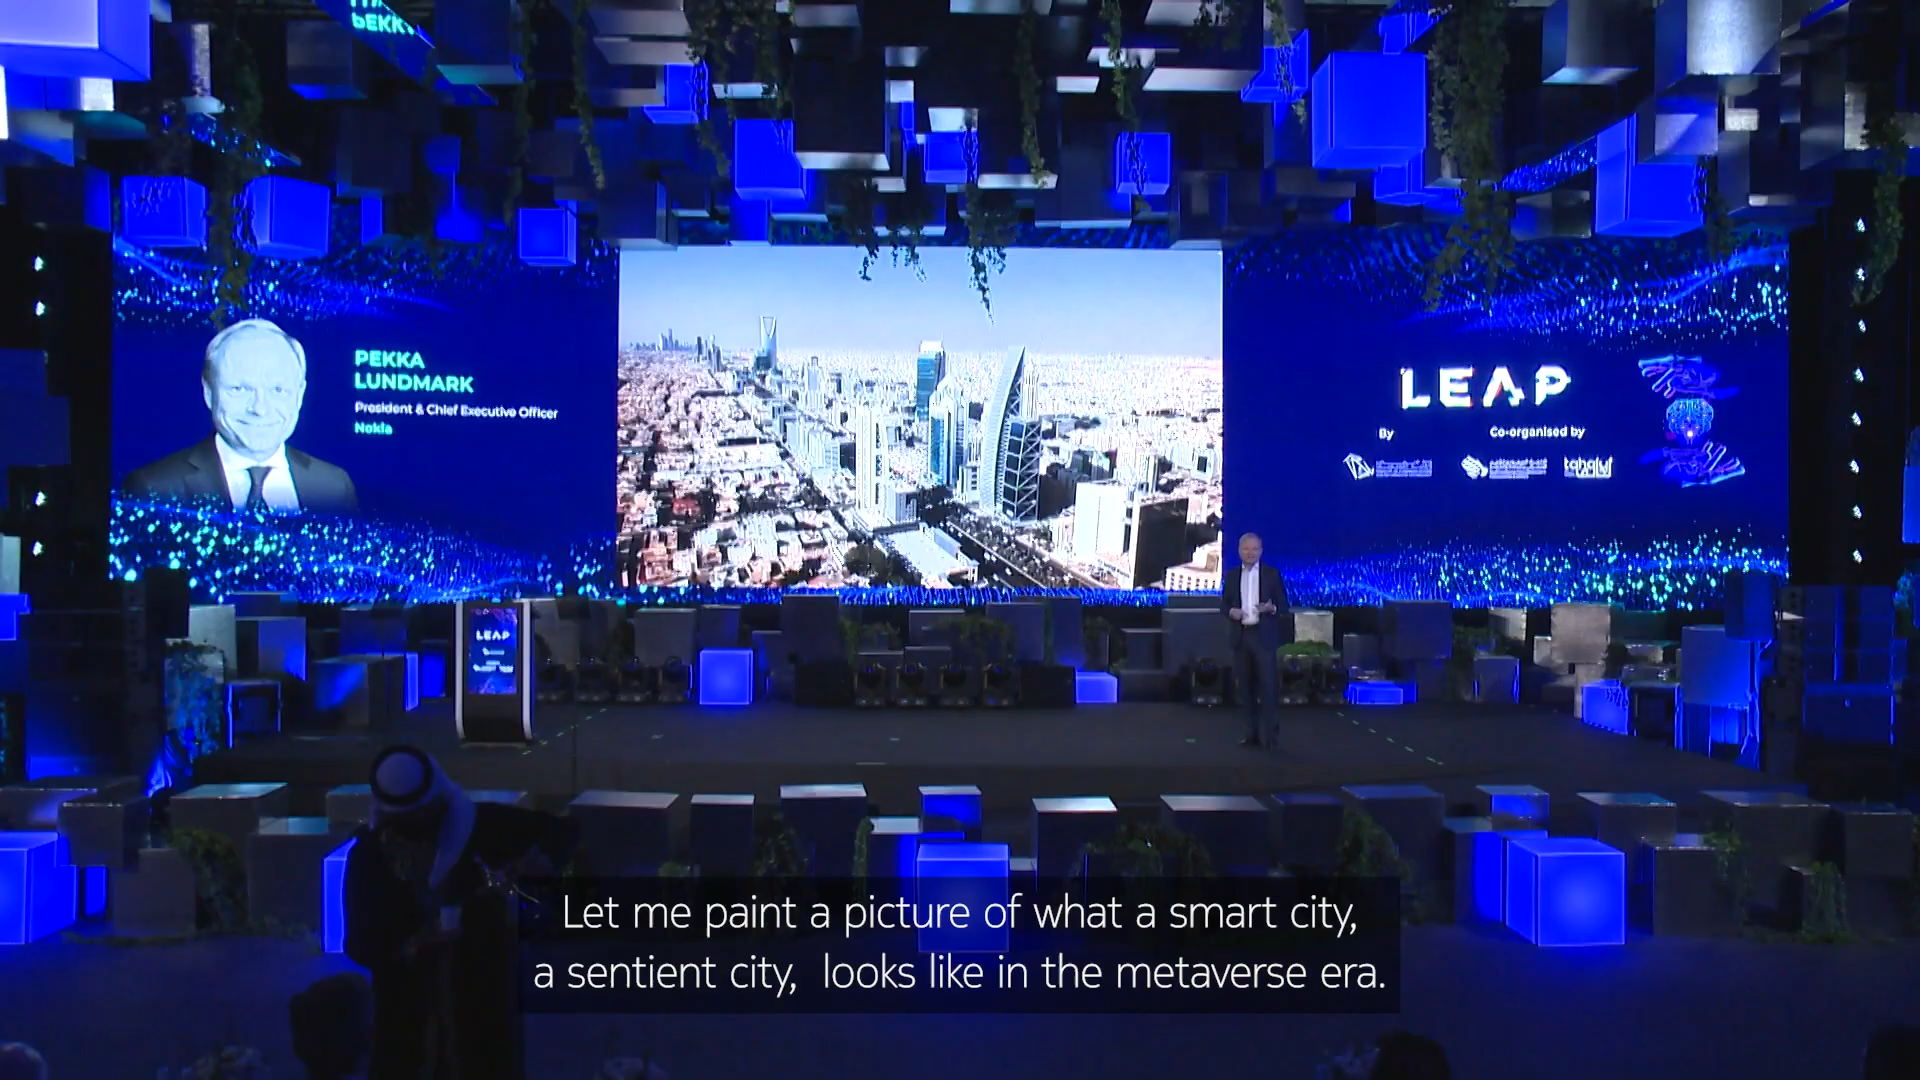 PEKKA
LUNDMARK
President & Chief Executive Officer
Nokia
LEAP
By
Co-organised by
tahaluf
LEAP
Let me paint a picture of what a smart city,
a sentient city, looks like in the metaverse era.